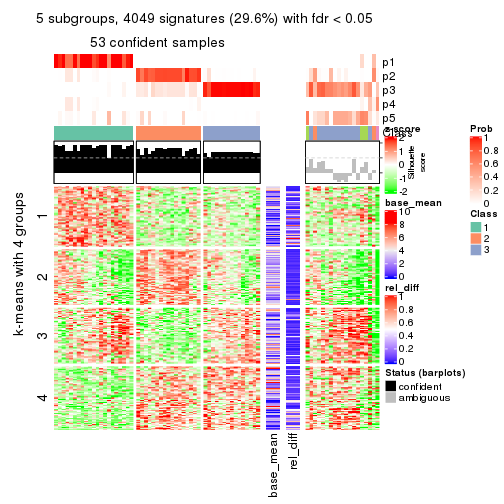 5 subgroups, 4049 signatures (29.6%) with fdr < 0.05
53 confident samples
p1
p2
p3
p4
p5
Class
Silhouette
score
k-means with 4 groups
1
2
3
4
base_mean
rel_diff
z-score
2
1
0
-1
-2
base_mean
10
8
6
4
2
0
rel_diff
1
0.8
0.6
0.4
0.2
0
Status (barplots)
confident
ambiguous
Prob
1
0.8
0.6
0.4
0.2
0
Class
1
2
3